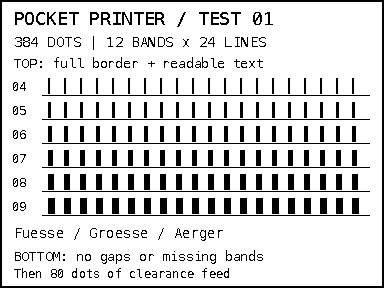 POCKET PRINTER / TEST 01
384 DOTS | 12 BANDS x 24 LINES
TOP: full border + readable text
04
05
06
07
08
09
Fuesse / Groesse / Aerger
BOTTOM: no gaps or missing bands
Then 80 dots of clearance feed